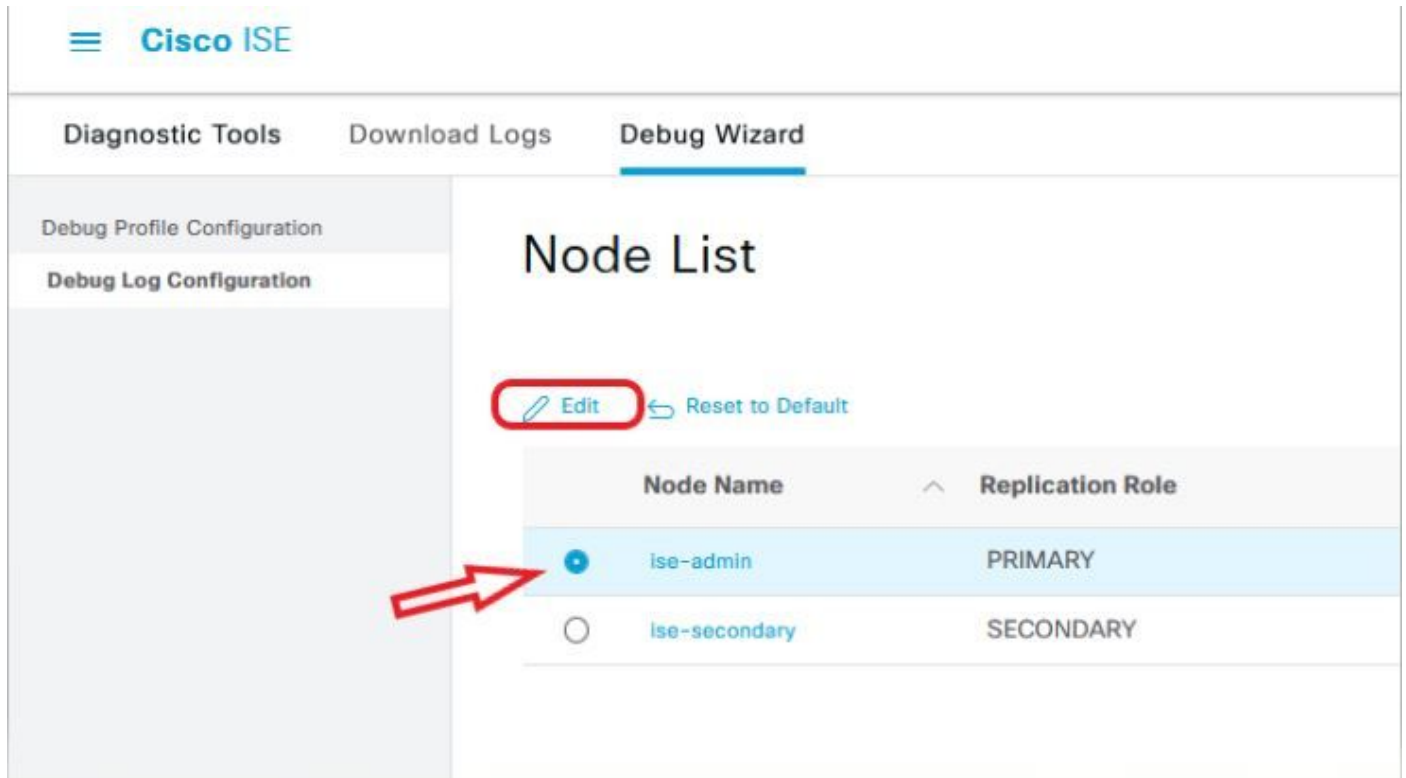 Cisco ISE
Diagnostic Tools Download Logs Debug Wizard
Debug Profile Configuration
Debug Log Configuration
Node List
Edit Reset to Default
Node Name Replication Role
ise-admin PRIMARY
ise-secondary SECONDARY